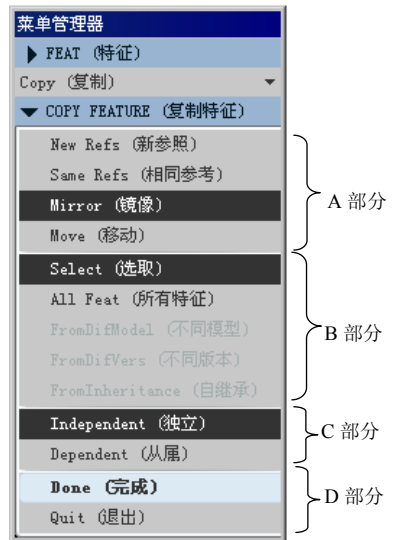 菜单管理器
FEAT (特征)
Copy (复制)
COPY FEATURE (复制特征)
New Refs (新参照)
Same Refs (相同参考)
Mirror (镜像)
Move (移动)
A 部分
Select (选取)
All Feat (所有特征)
FromDifModel (不同模型)
FromDifVers (不同版本)
FromInheritance (自继承)
B 部分
Independent (独立)
Dependent (从属)
C 部分
Done (完成)
Quit (退出)
D 部分